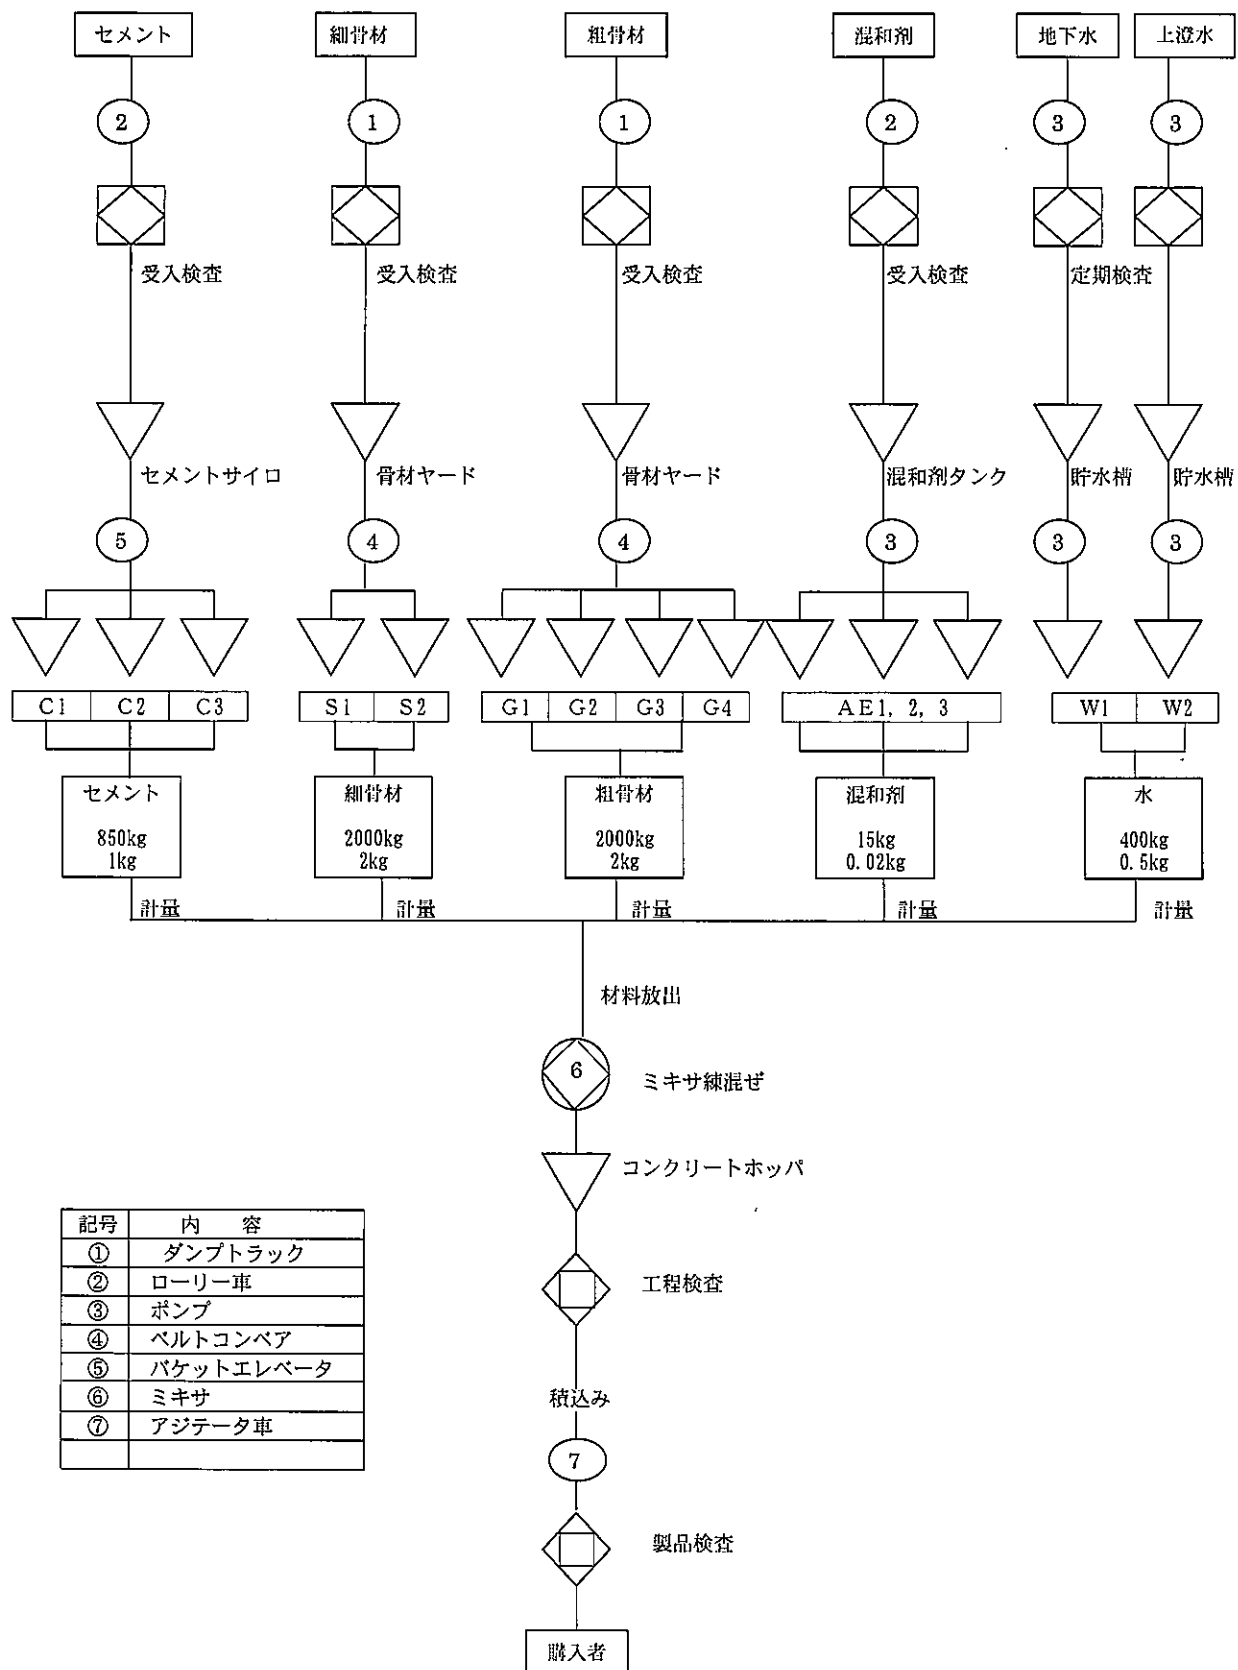 セメント 細骨材 粗骨材 混和剤 地下水 上澄水
2 1 1 2 3 3
受入検査 受入検査 受入検査 受入検査 定期検査
セメントサイロ 骨材ヤード 骨材ヤード 混和剤タンク 貯水槽 貯水槽
5 4 4 3 3 3
C1 C2 C3 S1 S2 G1 G2 G3 G4 AE1, 2, 3 W1 W2
セメント 細骨材 粗骨材 混和剤 水
850kg 2000kg 2000kg 15kg 400kg
1kg 2kg 2kg 0.02kg 0.5kg
計量 計量 計量 計量 計量
材料放出
6 ミキサ練混ぜ
コンクリートホッパ
工程検査
積込み
7
製品検査
購入者
記号 内 容
① ダンプトラック
② ローリー車
③ ポンプ
④ ベルトコンベア
⑤ バケットエレベータ
⑥ ミキサ
⑦ アジテータ車